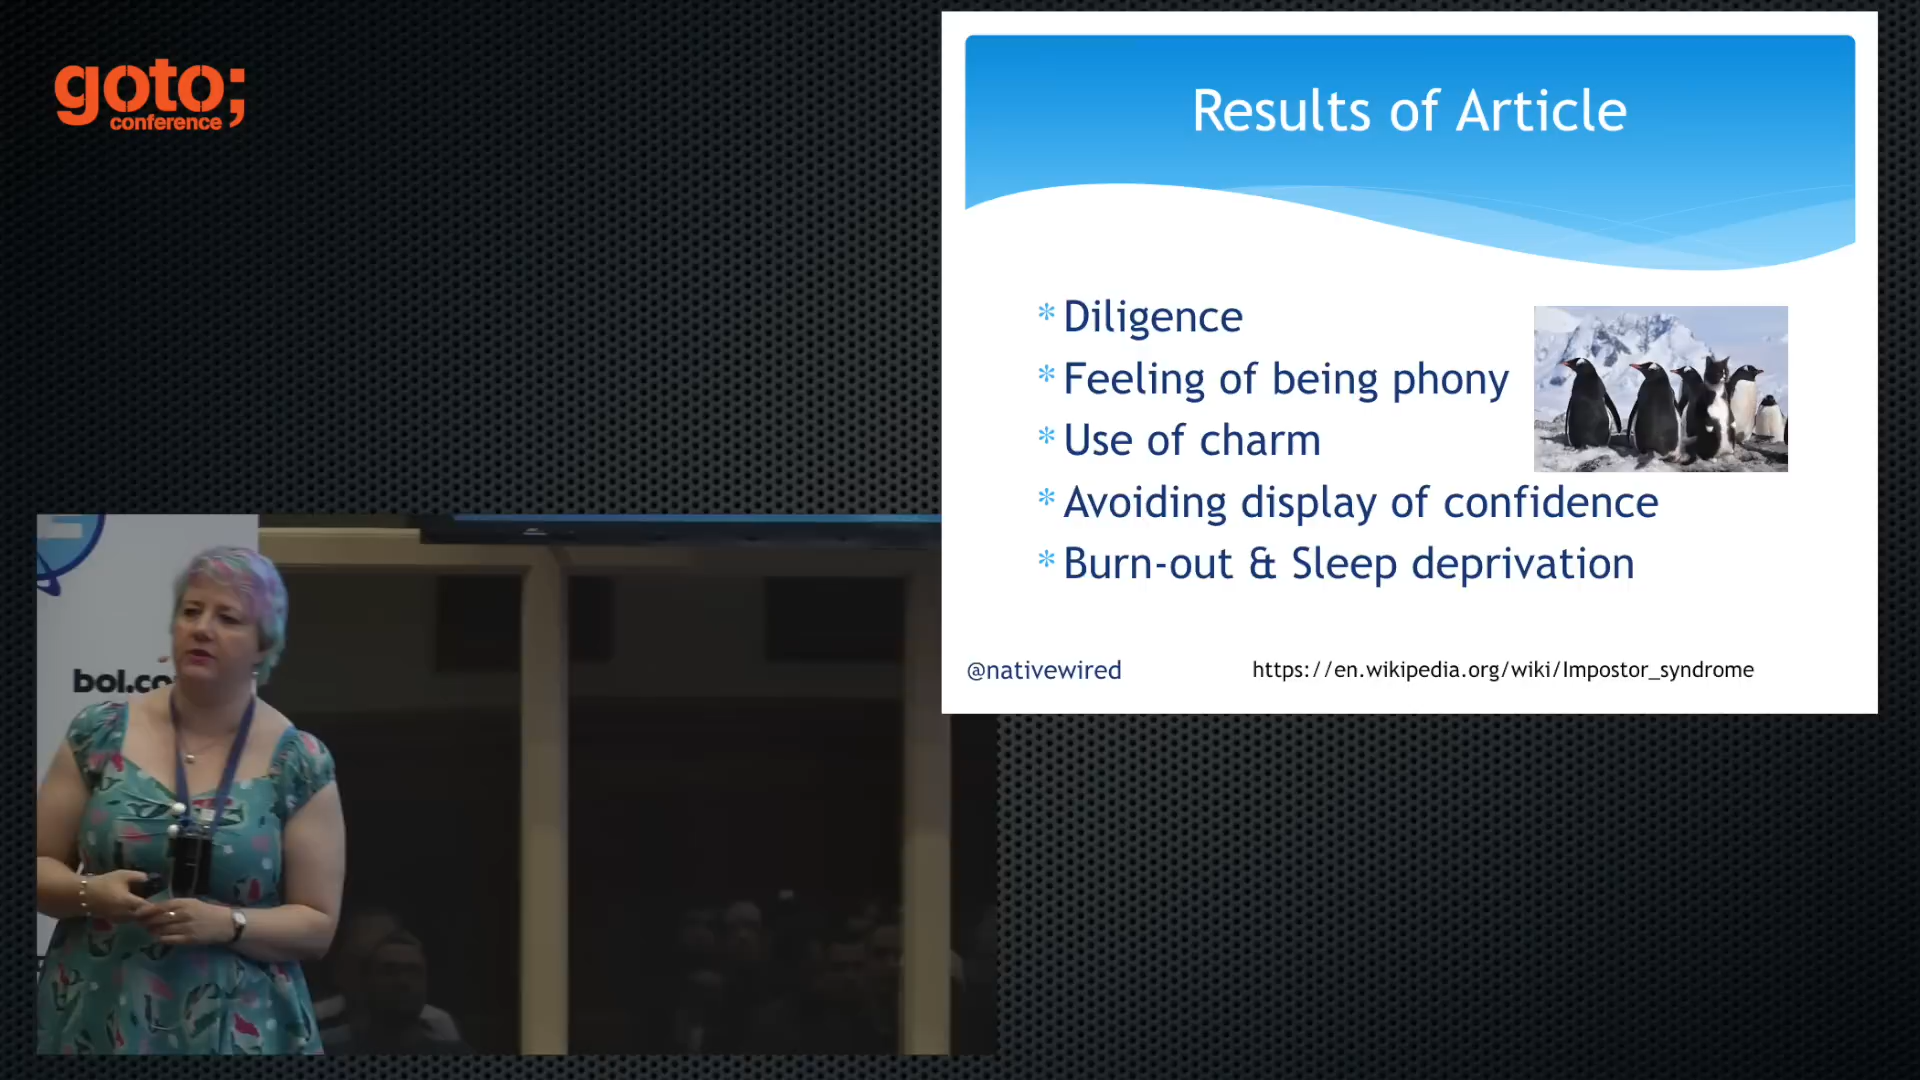 goto;
conference
Results of Article
* Diligence
* Feeling of being phony
* Use of charm
* Avoiding display of confidence
* Burn-out & Sleep deprivation
@nativewired
https://en.wikipedia.org/wiki/Impostor_syndrome
bol.co